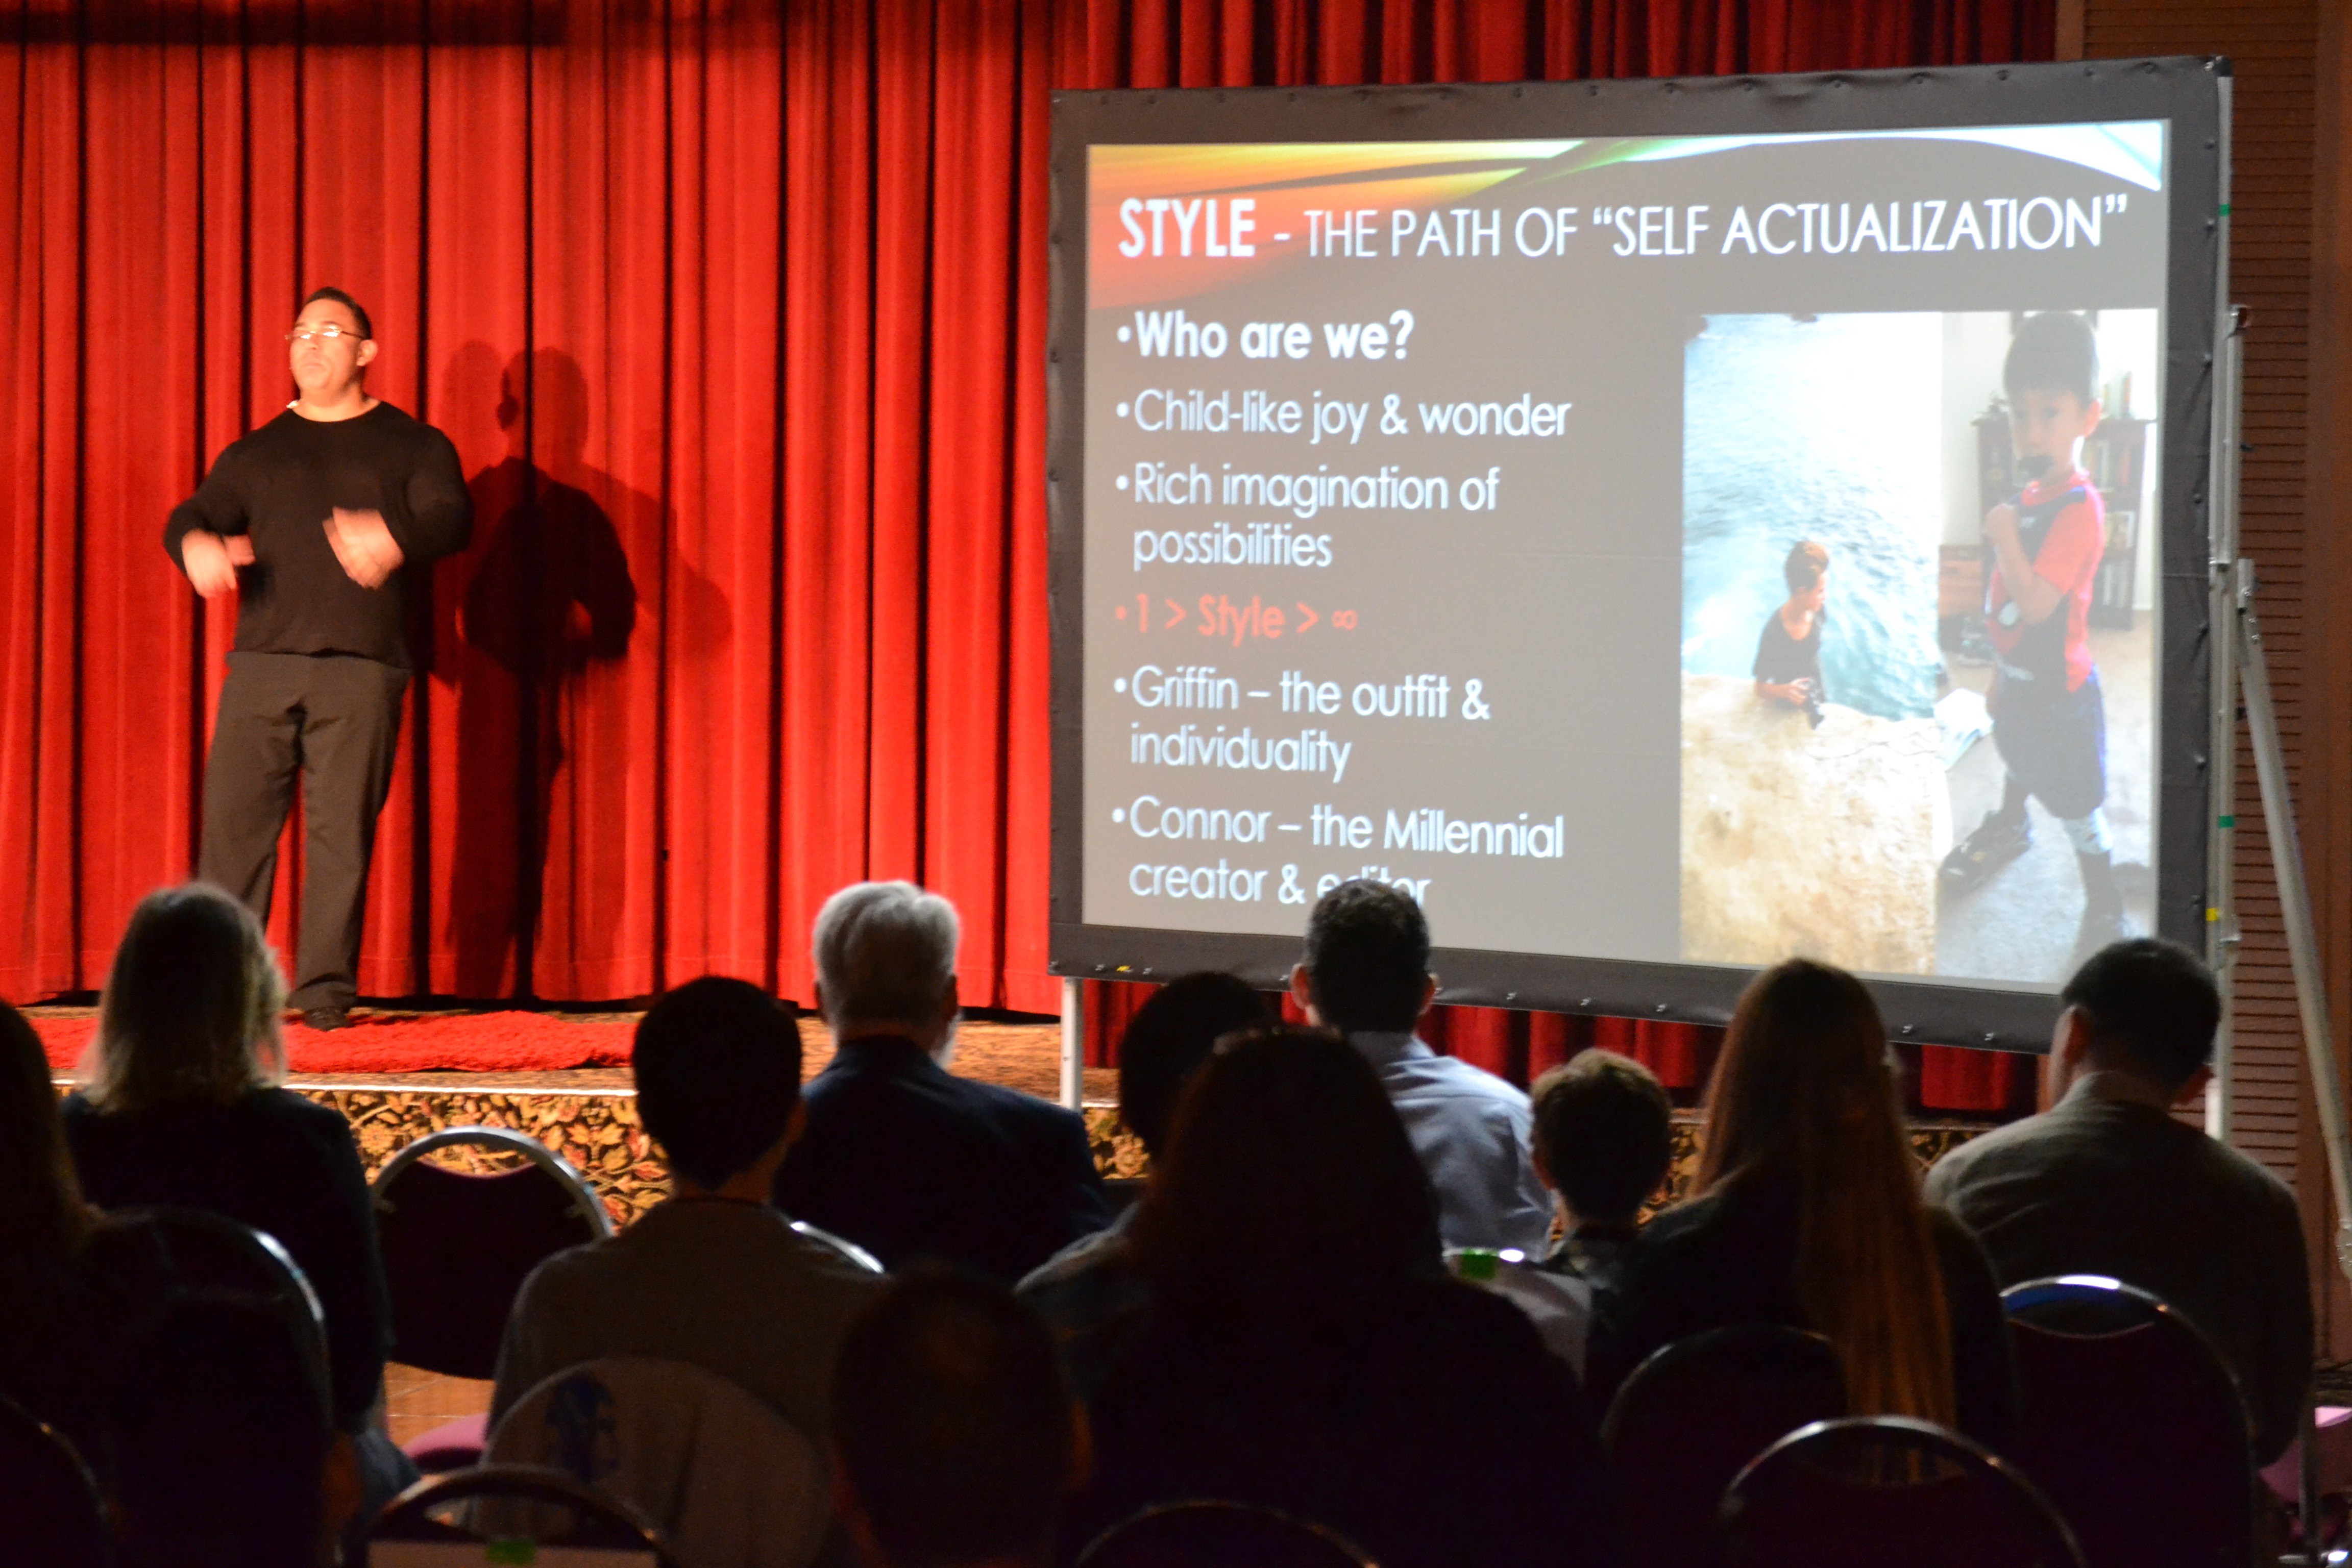 STYLE - THE PATH OF “SELF ACTUALIZATION”
•Who are we?
•Child-like joy & wonder
•Rich imagination of
possibilities
•1 > Style > ∞
•Griffin – the outfit &
individuality
•Connor – the Millennial
creator & editor